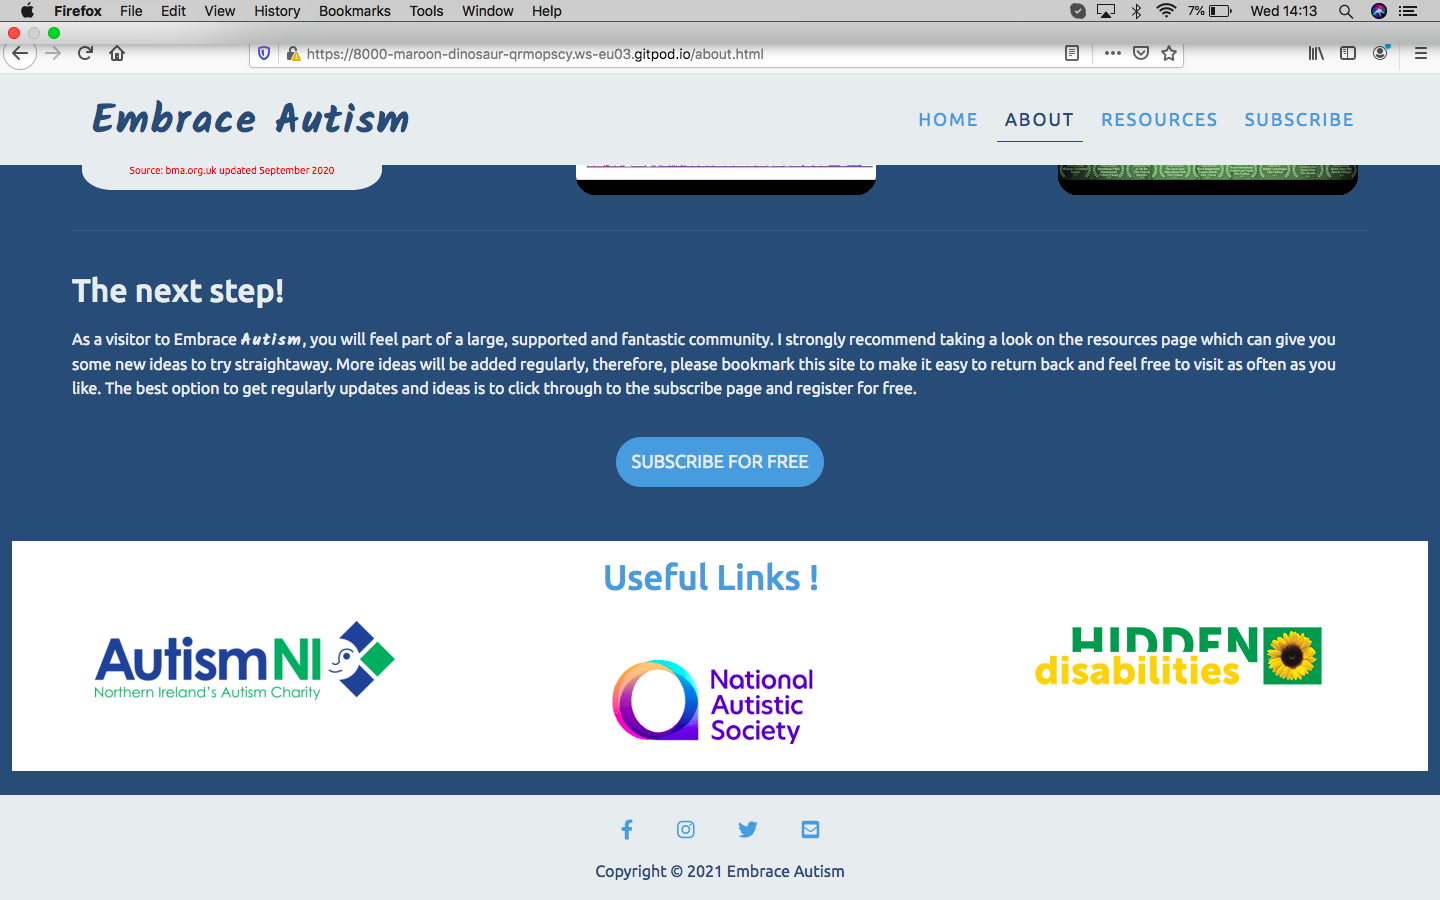 Firefox File Edit View History Bookmarks Tools Window Help 7% Wed 14:13
https://8000-maroon-dinosaur-qrmopscy.ws-eu03.gitpod.io/about.html
Embrace Autism HOME ABOUT RESOURCES SUBSCRIBE
Source: bma.org.uk updated September 2020
The next step!
As a visitor to Embrace Autism, you will feel part of a large, supported and fantastic community. I strongly recommend taking a look on the resources page which can give you
some new ideas to try straightaway. More ideas will be added regularly, therefore, please bookmark this site to make it easy to return back and feel free to visit as often as you
like. The best option to get regularly updates and ideas is to click through to the subscribe page and register for free.
SUBSCRIBE FOR FREE
Useful Links !
AutismNI
Northern Ireland's Autism Charity
National
Autistic
Society
HIDDEN
disabilities
Copyright © 2021 Embrace Autism